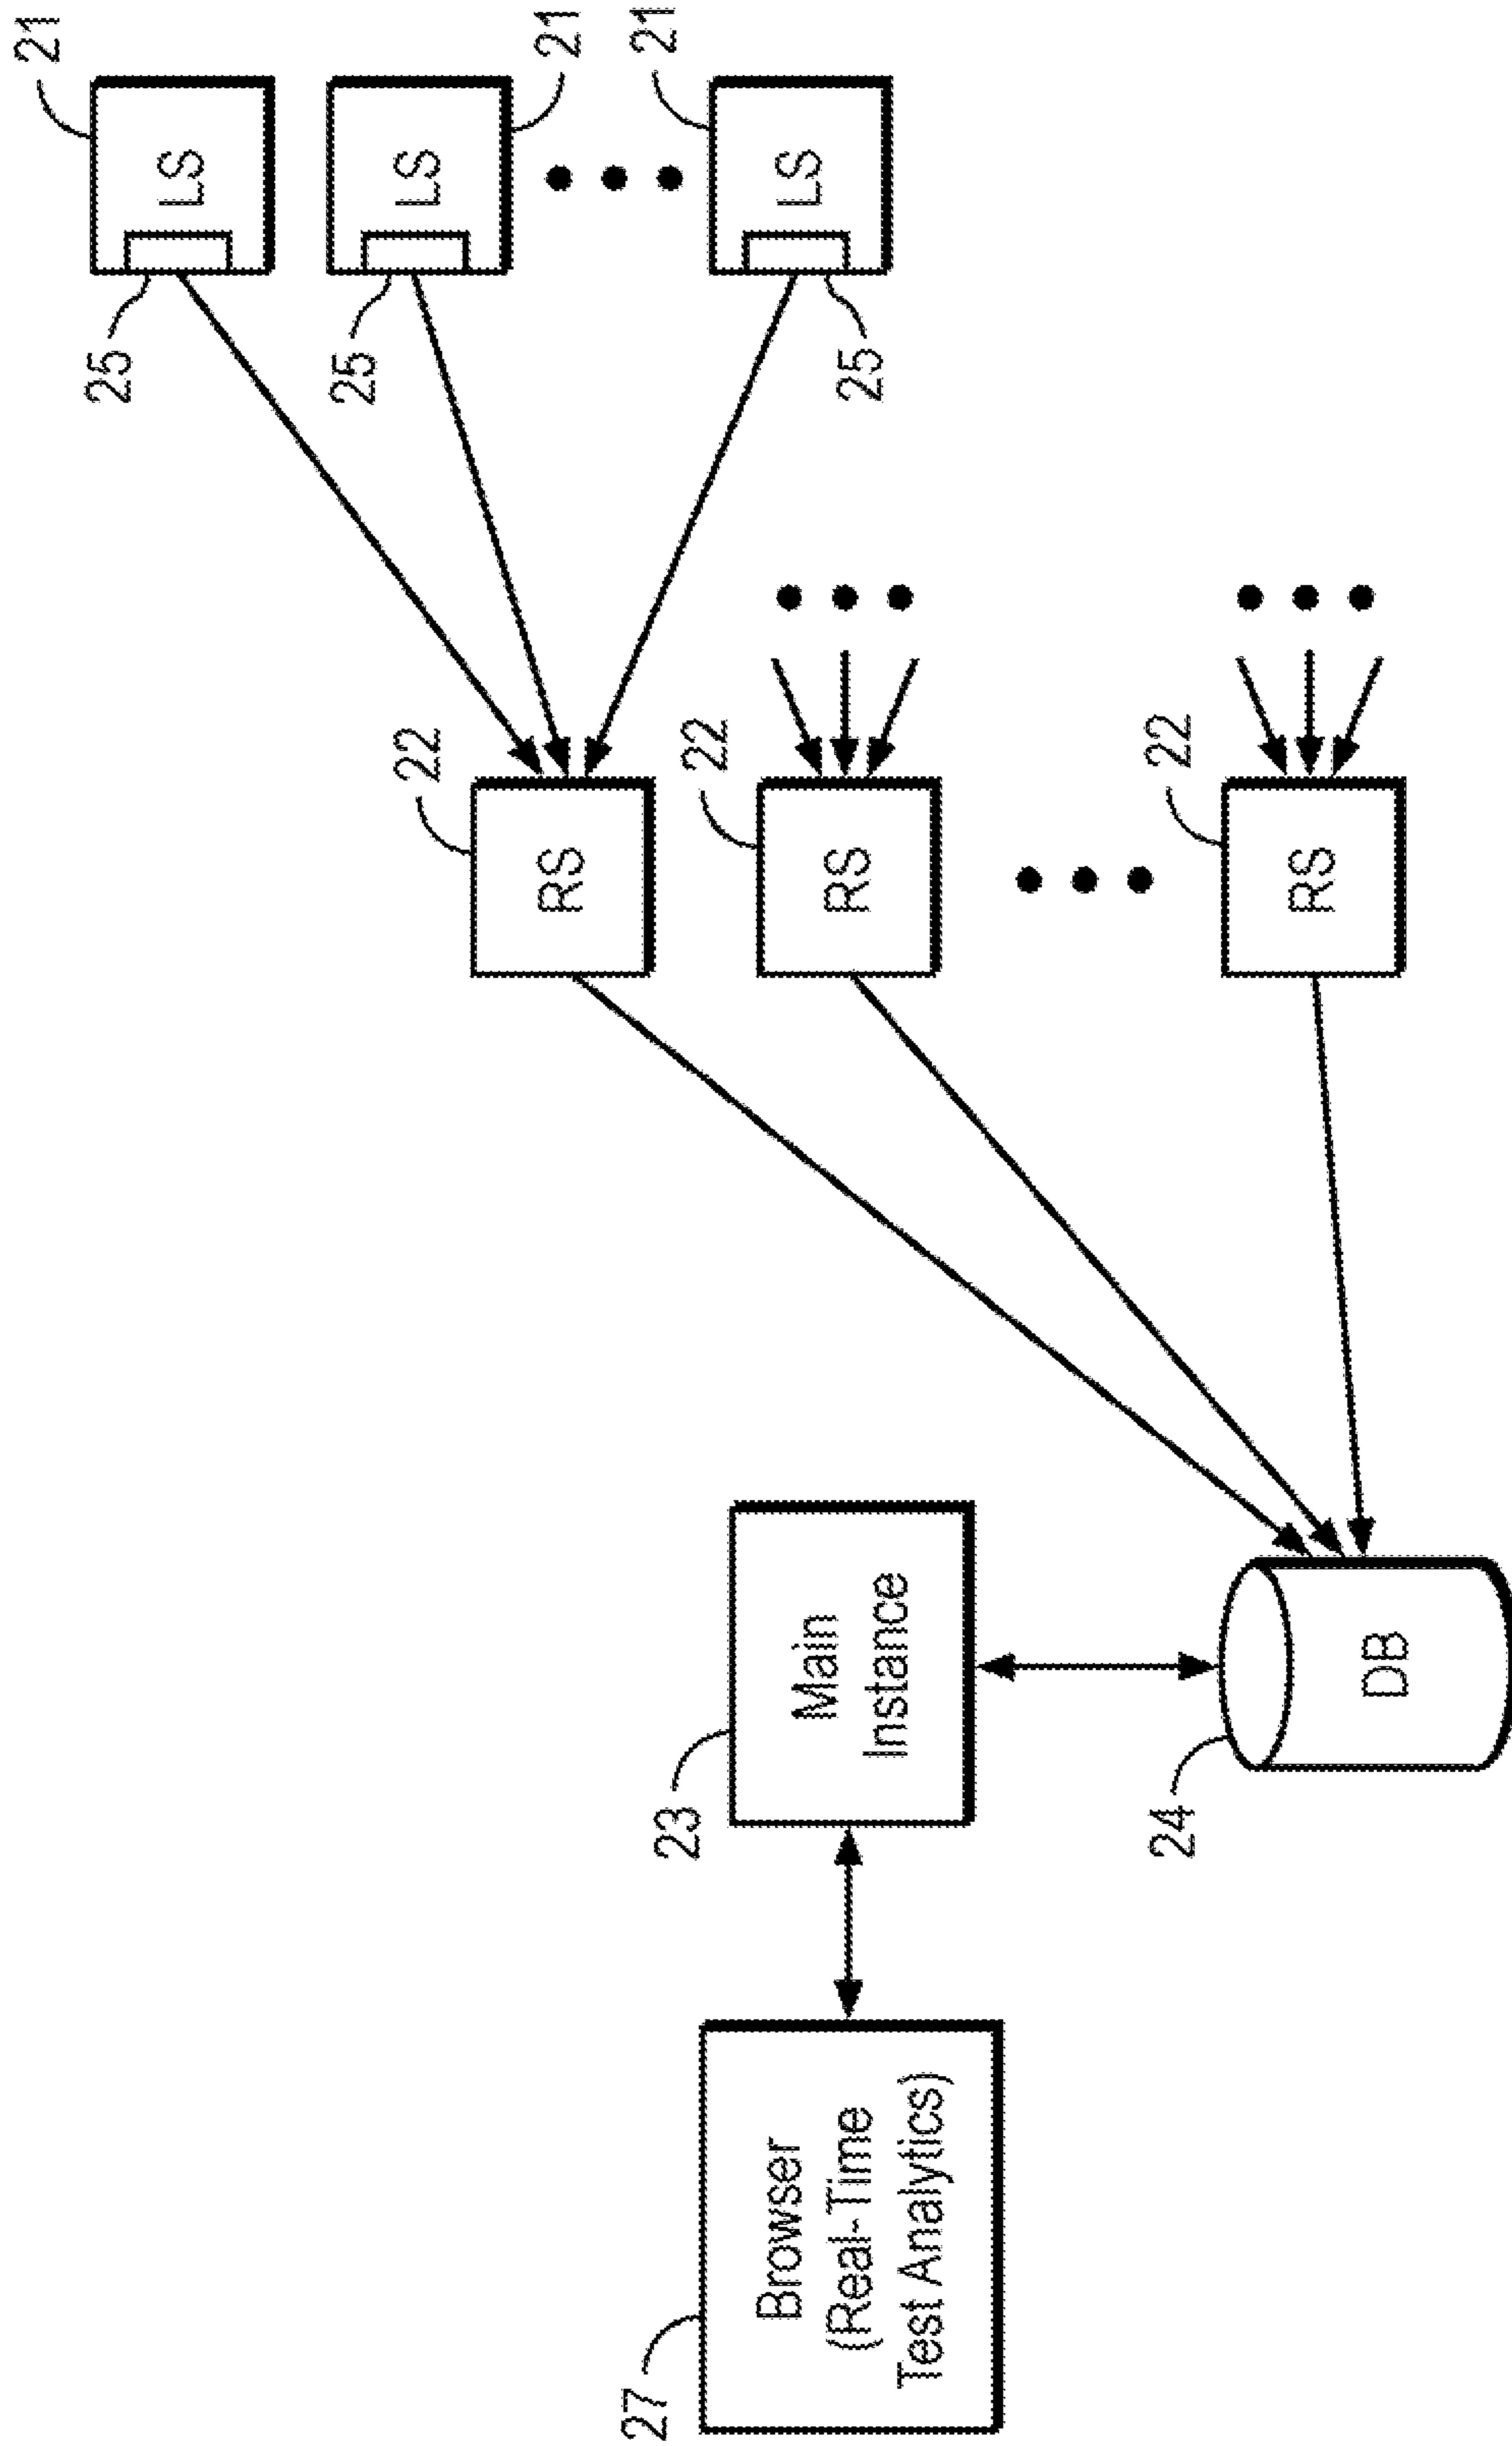 27
Browser
(Real-Time
Test Analytics)
23
Main
Instance
24
DB
22
RS
22
RS
22
RS
25
LS
21
25
LS
21
25
LS
21